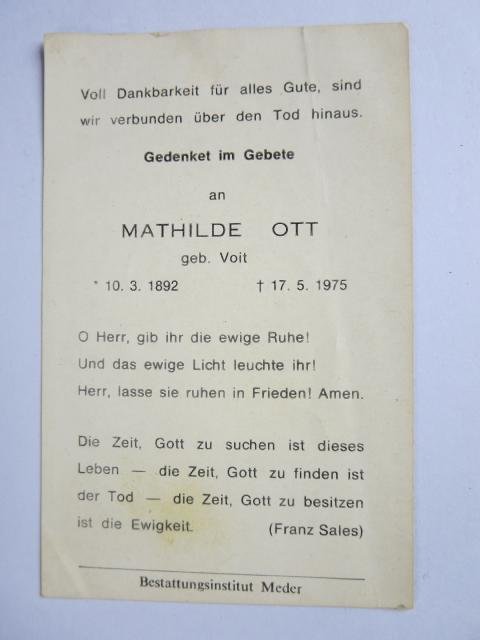 Voll Dankbarkeit für alles Gute, sind
wir verbunden über den Tod hinaus.
Gedenket im Gebete
an
MATHILDE OTT
geb. Voit
* 10. 3. 1892 † 17. 5. 1975
O Herr, gib ihr die ewige Ruhe!
Und das ewige Licht leuchte ihr!
Herr, lasse sie ruhen in Frieden! Amen.
Die Zeit, Gott zu suchen ist dieses
Leben — die Zeit, Gott zu finden ist
der Tod — die Zeit, Gott zu besitzen
ist die Ewigkeit. (Franz Sales)
Bestattungsinstitut Meder